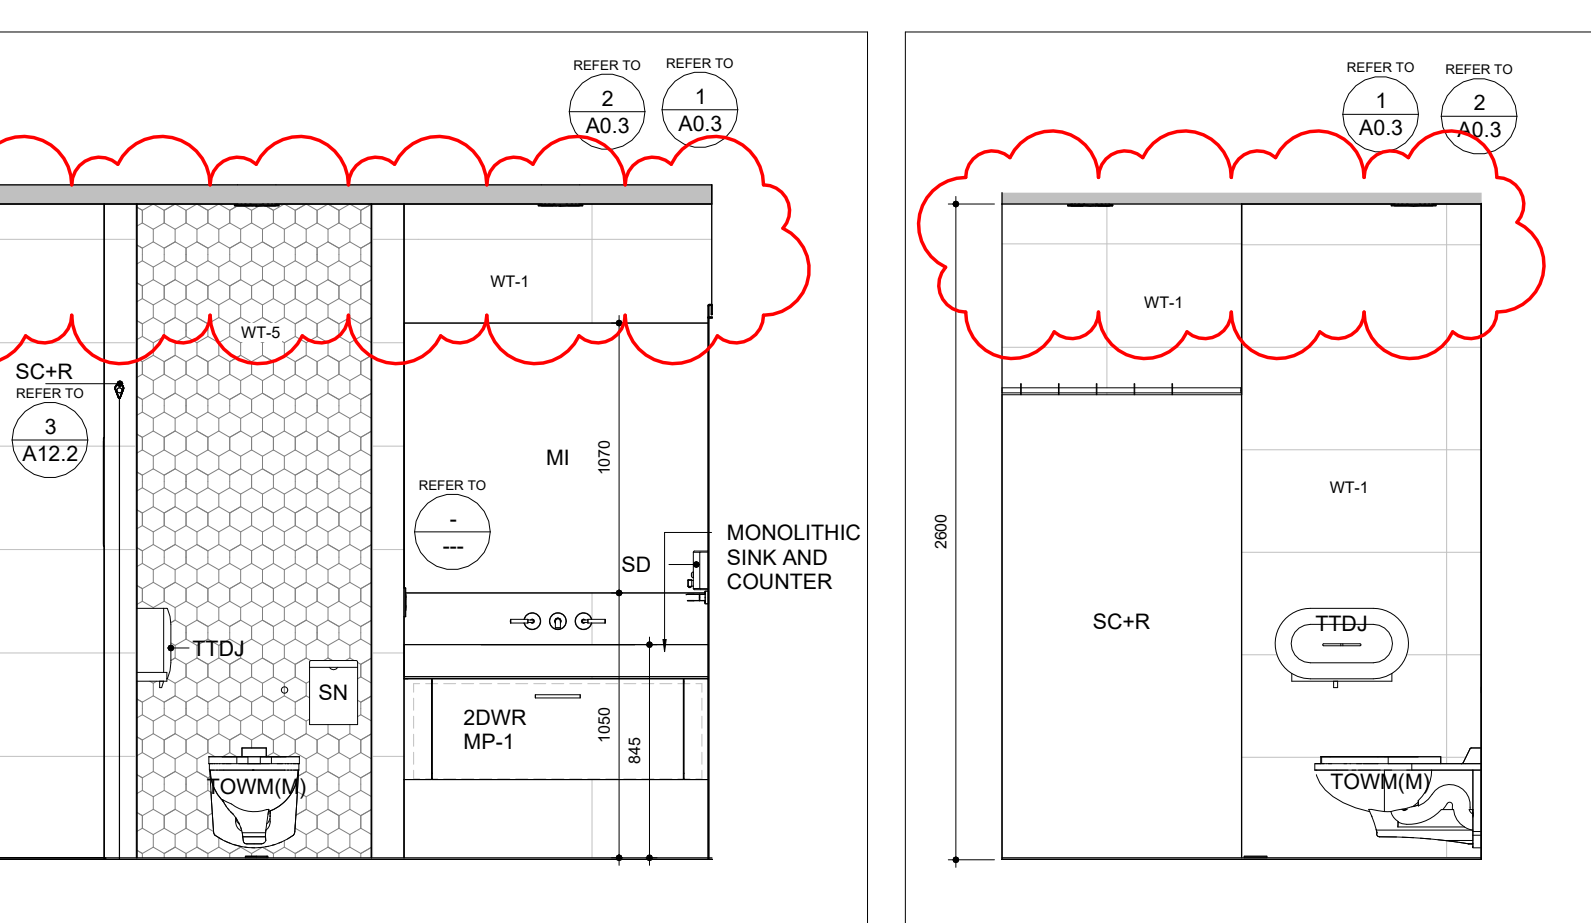 REFER TO
2
A0.3
REFER TO
1
A0.3
WT-1
WT-5
SC+R
REFER TO
3
A12.2
MI
1070
REFER TO
-
---
SD
MONOLITHIC
SINK AND
COUNTER
TTDJ
SN
2DWR
MP-1
1050
845
TOWM(M)
REFER TO
1
A0.3
REFER TO
2
A0.3
WT-1
WT-1
2600
SC+R
TTDJ
TOWM(M)